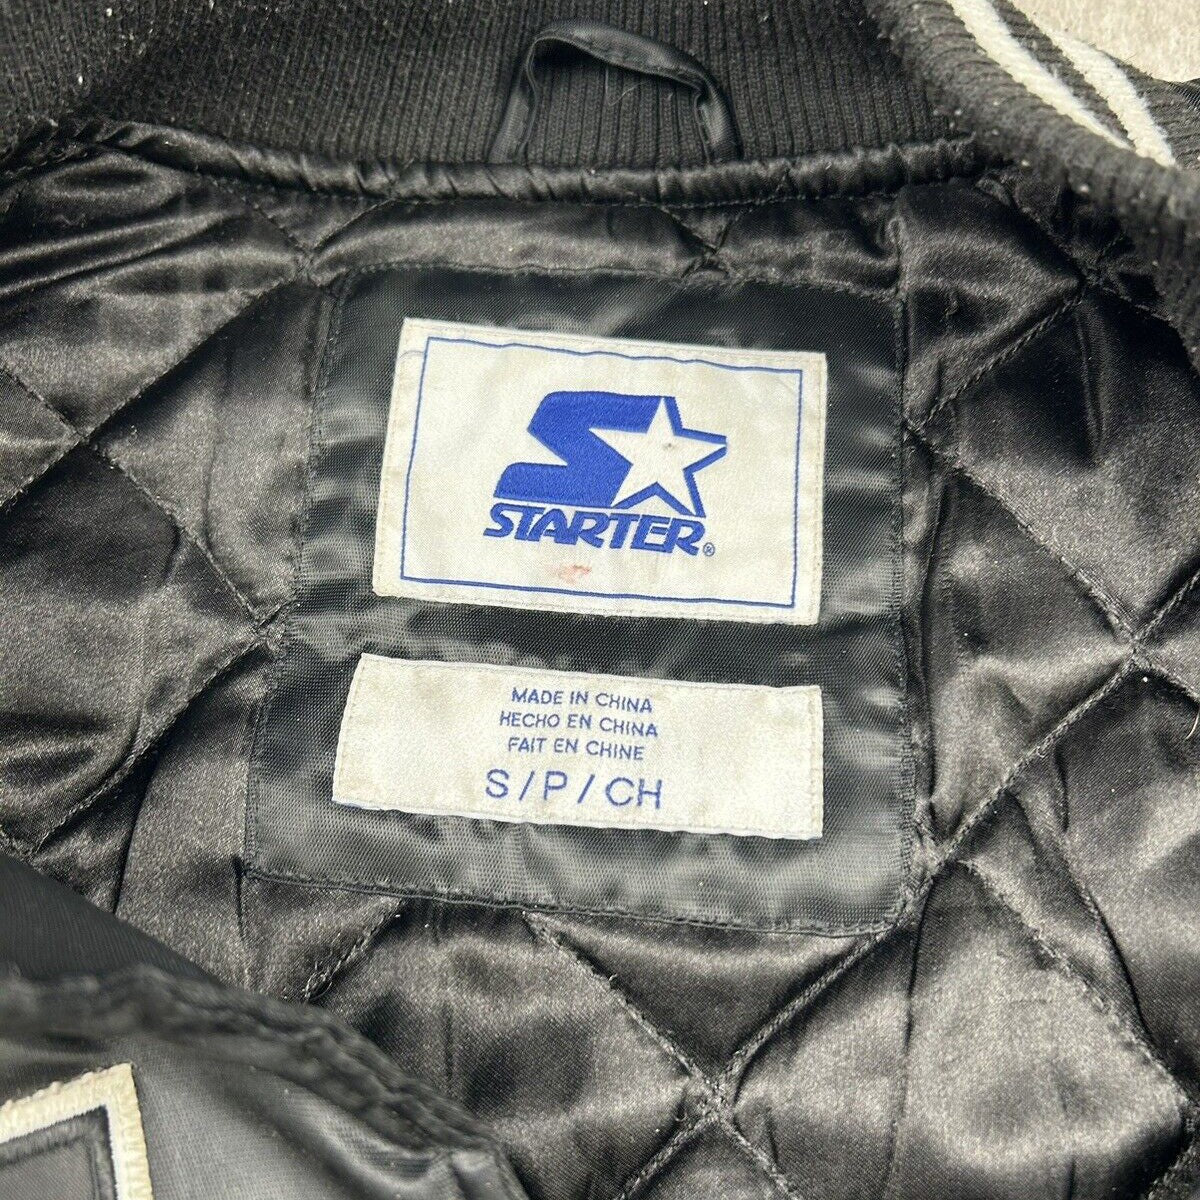 STARTER®
MADE IN CHINA
HECHO EN CHINA
FAIT EN CHINE
S/P/CH